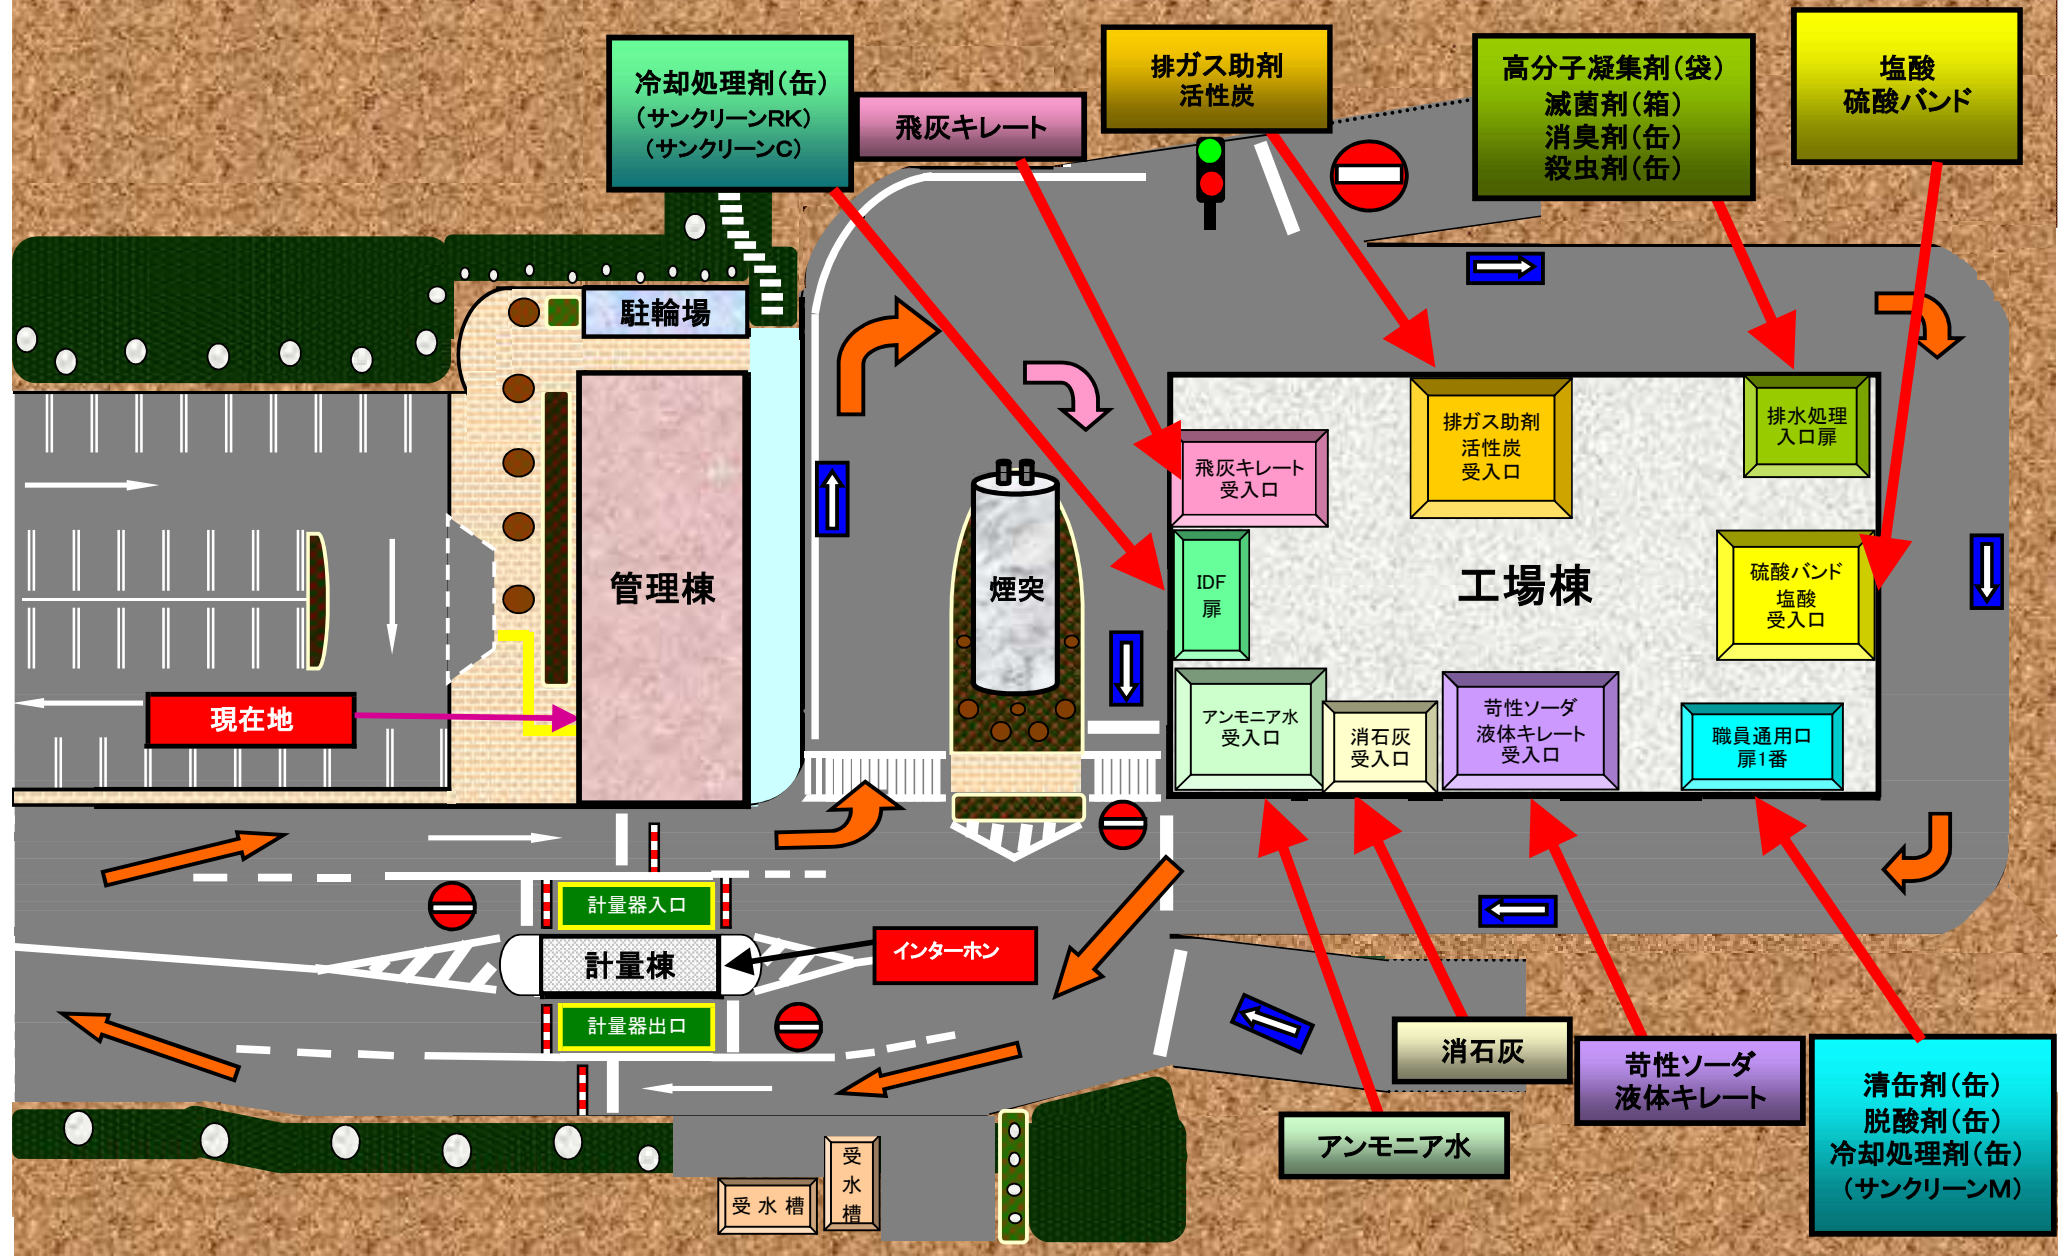 冷却処理剤(缶)
(サンクリーンRK)
(サンクリーンC)
飛灰キレート
排ガス助剤
活性炭
高分子凝集剤(袋)
滅菌剤(箱)
消臭剤(缶)
殺虫剤(缶)
塩酸
硫酸バンド
駐輪場
管理棟
煙突
工場棟
飛灰キレート
受入口
排ガス助剤
活性炭
受入口
排水処理
入口扉
IDF
扉
硫酸バンド
塩酸
受入口
アンモニア水
受入口
消石灰
受入口
苛性ソーダ
液体キレート
受入口
職員通用口
扉1番
現在地
計量器入口
計量棟
インターホン
計量器出口
消石灰
苛性ソーダ
液体キレート
アンモニア水
清缶剤(缶)
脱酸剤(缶)
冷却処理剤(缶)
(サンクリーンM)
受水槽
受水槽